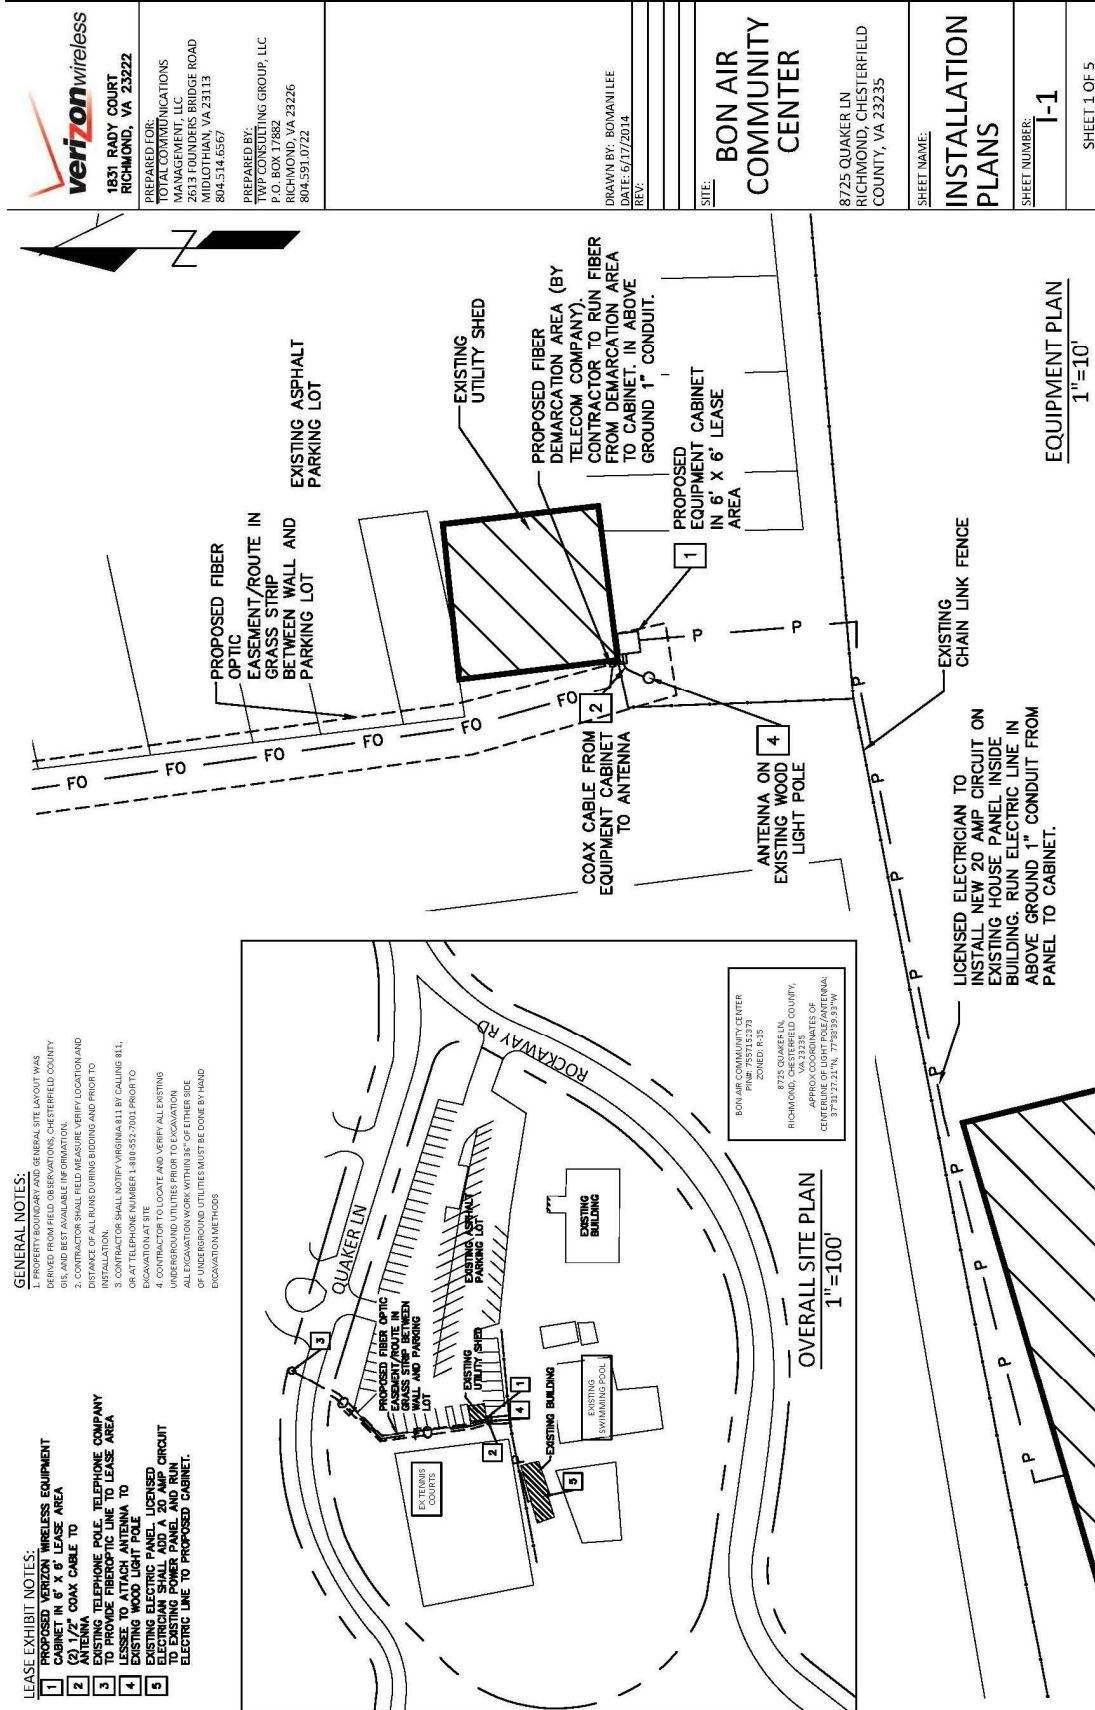 LEASE EXHIBIT NOTES:
1 PROPOSED VERIZON WIRELESS EQUIPMENT
CABINET IN 6' X 6' LEASE AREA
2 (2) 1/2" COAX CABLE TO
ANTENNA
3 EXISTING TELEPHONE POLE. TELEPHONE COMPANY
TO PROVIDE FIBEROPTIC LINE TO LEASE AREA
4 LESSEE TO ATTACH ANTENNA TO
EXISTING WOOD LIGHT POLE
5 EXISTING ELECTRIC PANEL. LICENSED
ELECTRICIAN SHALL ADD A 20 AMP CIRCUIT
TO EXISTING POWER PANEL AND RUN
ELECTRIC LINE TO PROPOSED CABINET.
GENERAL NOTES:
1. PROPERTY BOUNDARY AND GENERAL SITE LAYOUT WAS
DERIVED FROM FIELD OBSERVATIONS, CHESTERFIELD COUNTY
GIS, AND BEST AVAILABLE INFORMATION.
2. CONTRACTOR SHALL FIELD MEASURE VERIFY LOCATION AND
DISTANCE OF ALL RUNS DURING BIDDING AND PRIOR TO
INSTALLATION.
3. CONTRACTOR SHALL NOTIFY VIRGINIA 811 BY CALLING 811,
OR AT TELEPHONE NUMBER 1-800-552-7001 PRIOR TO
EXCAVATION AT SITE
4. CONTRACTOR TO LOCATE AND VERIFY ALL EXISTING
UNDERGROUND UTILITIES PRIOR TO EXCAVATION.
ALL EXCAVATION WORK WITHIN 36" OF EITHER SIDE
OF UNDERGROUND UTILITIES MUST BE DONE BY HAND
EXCAVATION METHODS
QUAKER LN
ROCKAWAY RD
3
PROPOSED FIBER OPTIC
EASEMENT/ROUTE IN
GRASS STRIP BETWEEN
WALL AND PARKING
LOT
EXISTING ASPHALT
PARKING LOT
EX TENNIS
COURTS
EXISTING
UTILITY SHED
2
4
1
P
EXISTING BUILDING
5
EXISTING
SWIMMING POOL
EXISTING
BUILDING
BON AIR COMMUNITY CENTER
PIN#: 755715
ZONED: R-15
8725 QUAKER LN,
RICHMOND, CHESTERFIELD COUNTY,
VA 23235
APPROX COORDINATES OF
CENTERLINE OF LIGHT POLE/ANTENNA:
37°31'27.21"N, 77°33'39.93"W
OVERALL SITE PLAN
1"=100'
FO
FO
FO
FO
FO
FO
PROPOSED FIBER
OPTIC
EASEMENT/ROUTE IN
GRASS STRIP
BETWEEN WALL AND
PARKING LOT
EXISTING ASPHALT
PARKING LOT
N
EXISTING
UTILITY SHED
PROPOSED FIBER
DEMARCATION AREA (BY
TELECOM COMPANY).
CONTRACTOR TO RUN FIBER
FROM DEMARCATION AREA
TO CABINET. IN ABOVE
GROUND 1" CONDUIT.
COAX CABLE FROM 2
EQUIPMENT CABINET
TO ANTENNA
1 PROPOSED
EQUIPMENT CABINET
IN 6' X 6' LEASE
AREA
ANTENNA ON 4
EXISTING WOOD
LIGHT POLE
P
P
P
P
P
P
P
P
P
P
EXISTING
CHAIN LINK FENCE
LICENSED ELECTRICIAN TO
INSTALL NEW 20 AMP CIRCUIT ON
EXISTING HOUSE PANEL INSIDE
BUILDING. RUN ELECTRIC LINE IN
ABOVE GROUND 1" CONDUIT FROM
PANEL TO CABINET.
EQUIPMENT PLAN
1"=10'
verizonwireless
1831 RADY COURT
RICHMOND, VA 23222
PREPARED FOR:
TOTAL COMMUNICATIONS
MANAGEMENT, LLC
2613 FOUNDERS BRIDGE ROAD
MIDLOTHIAN, VA 23113
804.514.6567
PREPARED BY:
TWP CONSULTING GROUP, LLC
P.O. BOX 17882
RICHMOND, VA 23226
804.591.0722
DRAWN BY: BOMANI LEE
DATE: 6/17/2014
REV:
SITE:
BON AIR
COMMUNITY
CENTER
8725 QUAKER LN
RICHMOND, CHESTERFIELD
COUNTY, VA 23235
SHEET NAME:
INSTALLATION
PLANS
SHEET NUMBER:
I-1
SHEET 1 OF 5